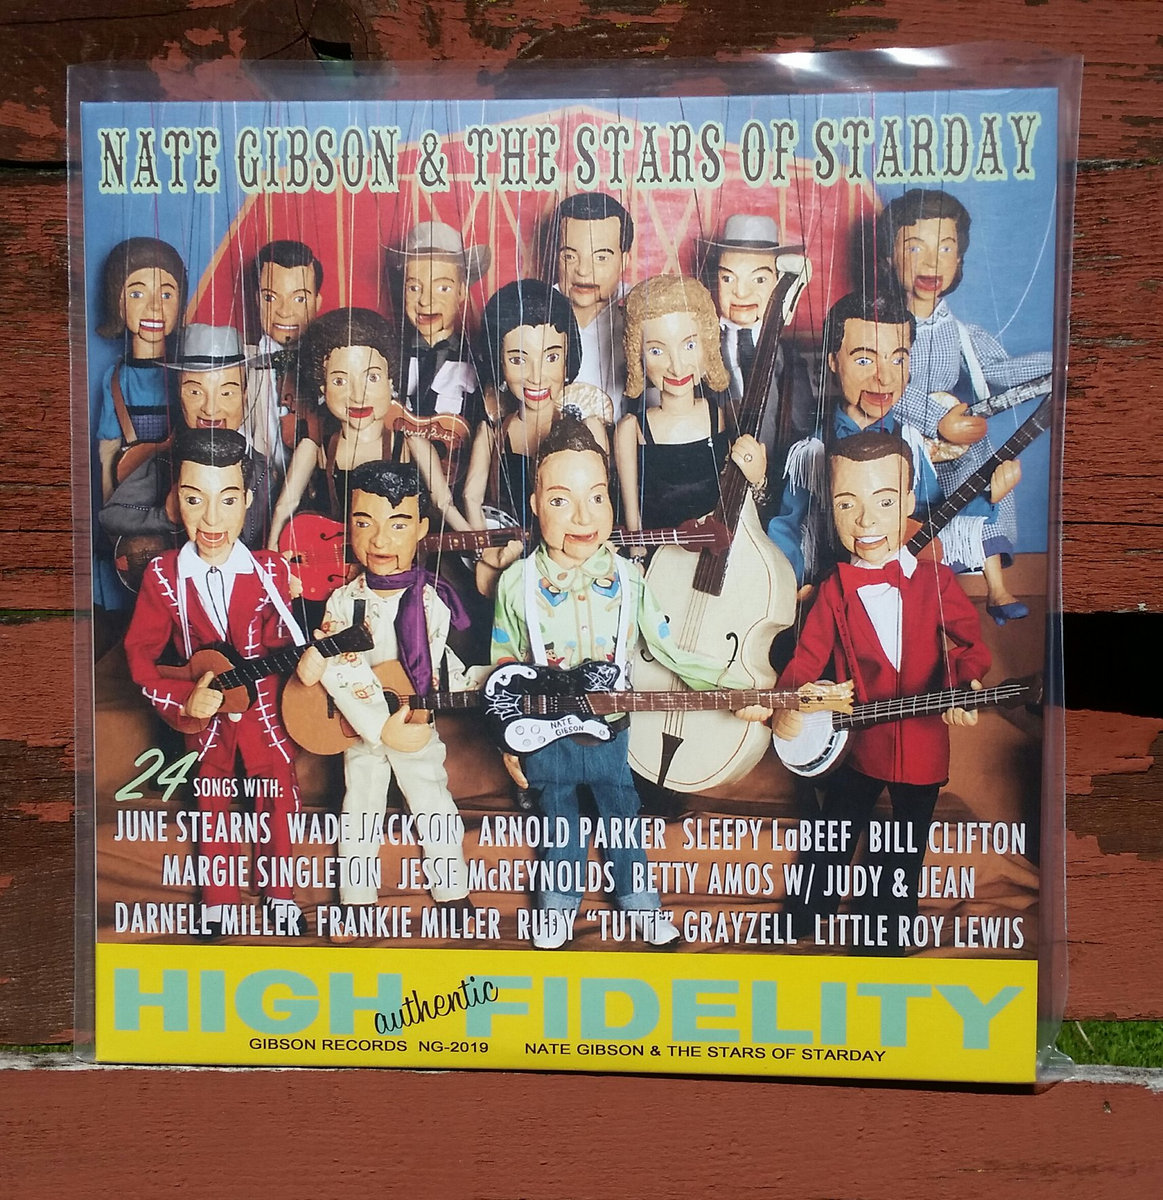 NATE GIBSON & THE STARS OF STARDAY
NATE
GIBSON
24 SONGS WITH:
JUNE STEARNS WADE JACKSON ARNOLD PARKER SLEEPY LaBEEF BILL CLIFTON
MARGIE SINGLETON JESSE McREYNOLDS BETTY AMOS W/ JUDY & JEAN
DARNELL MILLER FRANKIE MILLER RUDY “TUTTI” GRAYZELL LITTLE ROY LEWIS
HIGH authentic FIDELITY
GIBSON RECORDS NG-2019 NATE GIBSON & THE STARS OF STARDAY